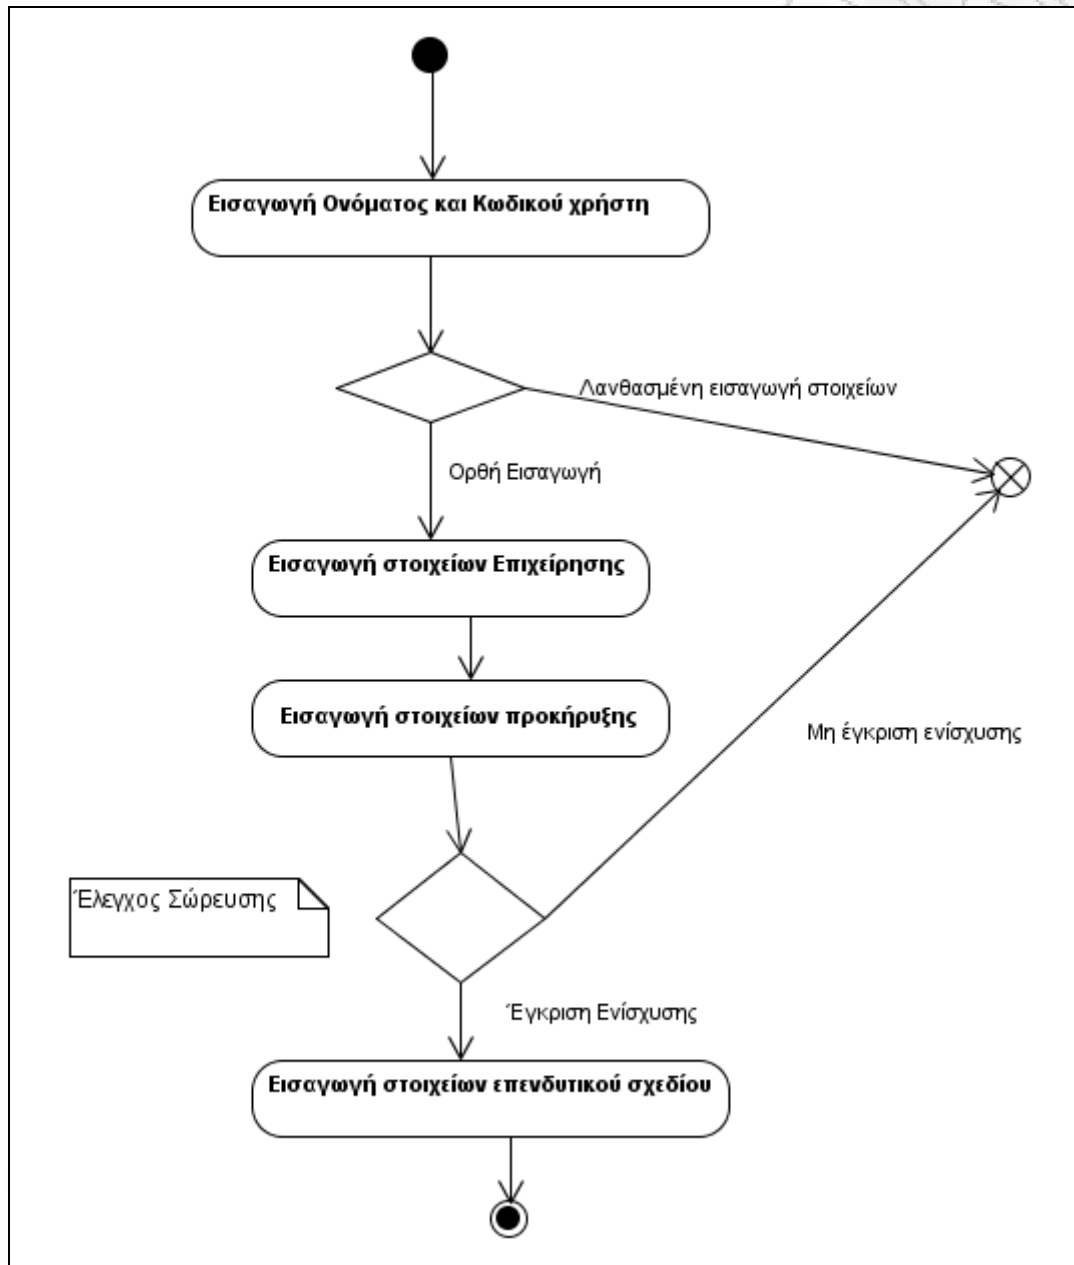 Εισαγωγή Ονόματος και Κωδικού χρήστη
Λανθασμένη εισαγωγή στοιχείων
Ορθή Εισαγωγή
Εισαγωγή στοιχείων Επιχείρησης
Εισαγωγή στοιχείων προκήρυξης
Μη έγκριση ενίσχυσης
Έλεγχος Σώρευσης
Έγκριση Ενίσχυσης
Εισαγωγή στοιχείων επενδυτικού σχεδίου